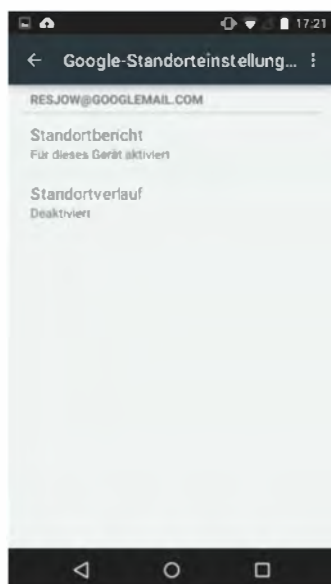 17:21
Google-Standorteinstellung...
RESJOW@GOOGLEMAIL.COM
Standortbericht
Für dieses Gerät aktiviert
Standortverlauf
Deaktiviert